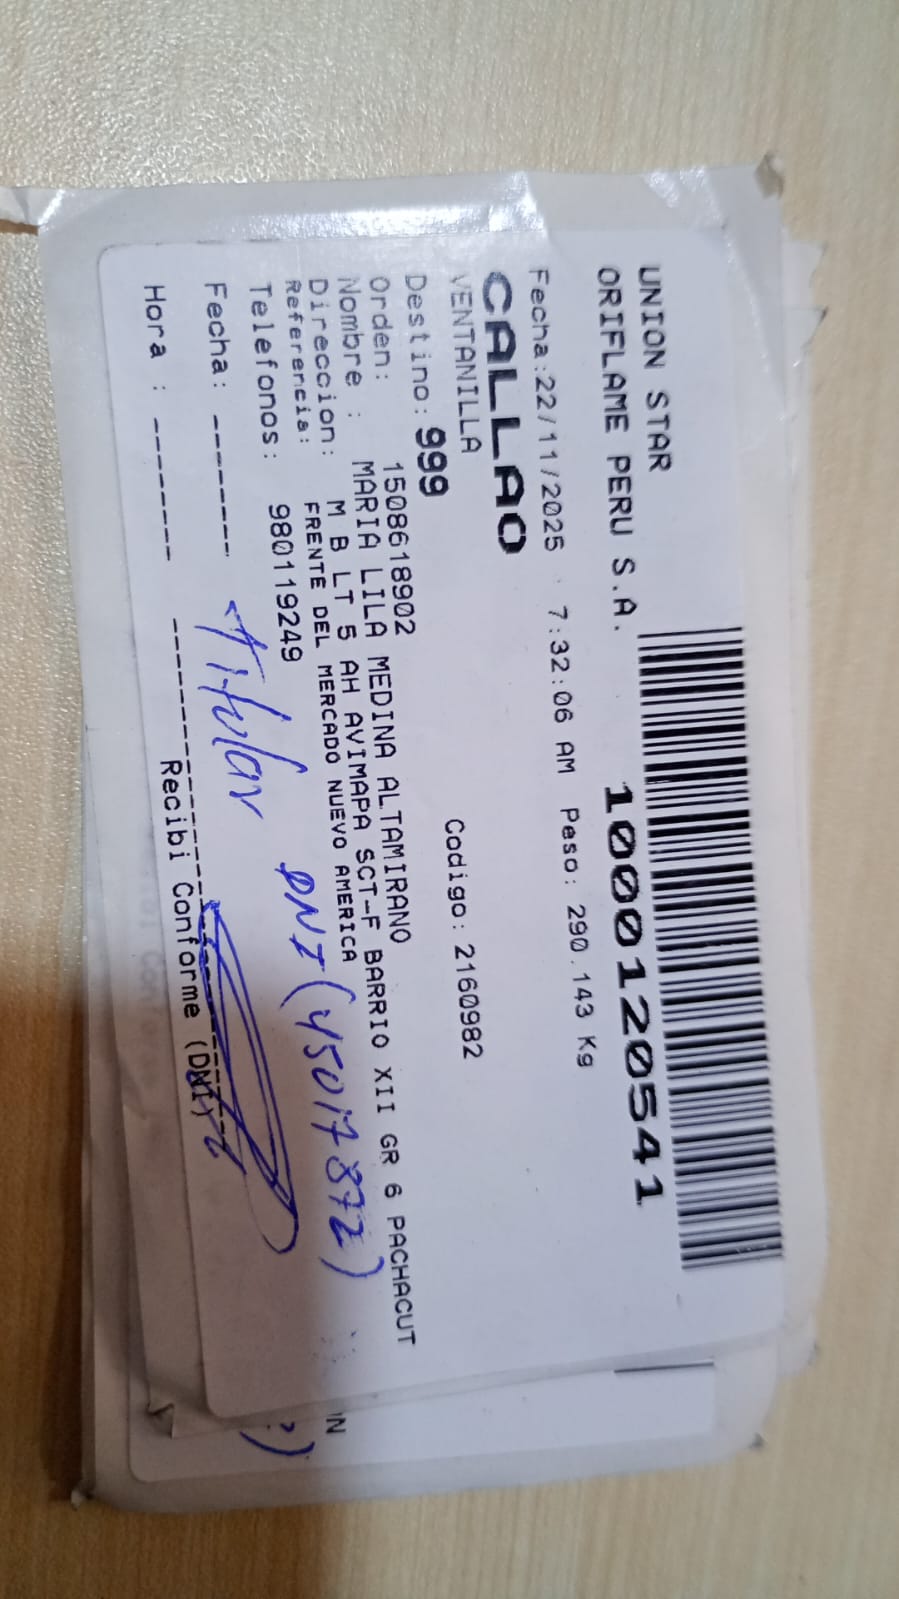 UNION STAR
ORIFLAME PERU S.A.
1000120541
Fecha:22/11/2025 7:32:06 AM Peso: 290.143 Kg
CALLAO
VENTANILLA
Codigo: 2160982
Destino: 999
Orden: 1508618902
Nombre : MARIA LILA MEDINA ALTAMIRANO
Direccion: M B LT 5 AH AVIMAPA SCT-F BARRIO XII GR 6 PACHACUT
Referencia: FRENTE DEL MERCADO NUEVO AMERICA
Telefonos: 980119249
DNI (45017872)
Fecha: --------
titular
Hora : --------
Recibi Conforme (DNI)